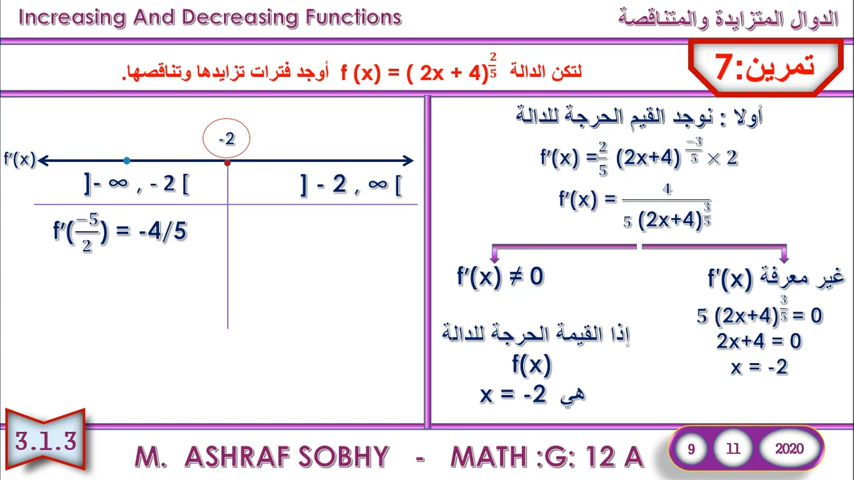 Increasing And Decreasing Functions
الدوال المتزايدة والمتناقصة
تمرين:7
لتكن الدالة f (x) = ( 2x + 4)^{2/5} أوجد فترات تزايدها وتناقصها.
أولا : نوجد القيم الحرجة للدالة
f′(x) = 2/5 (2x+4)^{−3/5} × 2
f′(x) = 4 / 5 (2x+4)^{3/5}
f′(x) ≠ 0
إذا القيمة الحرجة للدالة
f(x)
هي x = -2
f′(x) غير معرفة
5 (2x+4)^{3/5} = 0
2x+4 = 0
x = -2
-2
f′(x)
]- ∞ , - 2 [
] - 2 , ∞ [
f′(−5/2) = -4/5
3.1.3
M. ASHRAF SOBHY - MATH :G: 12 A
9 11 2020